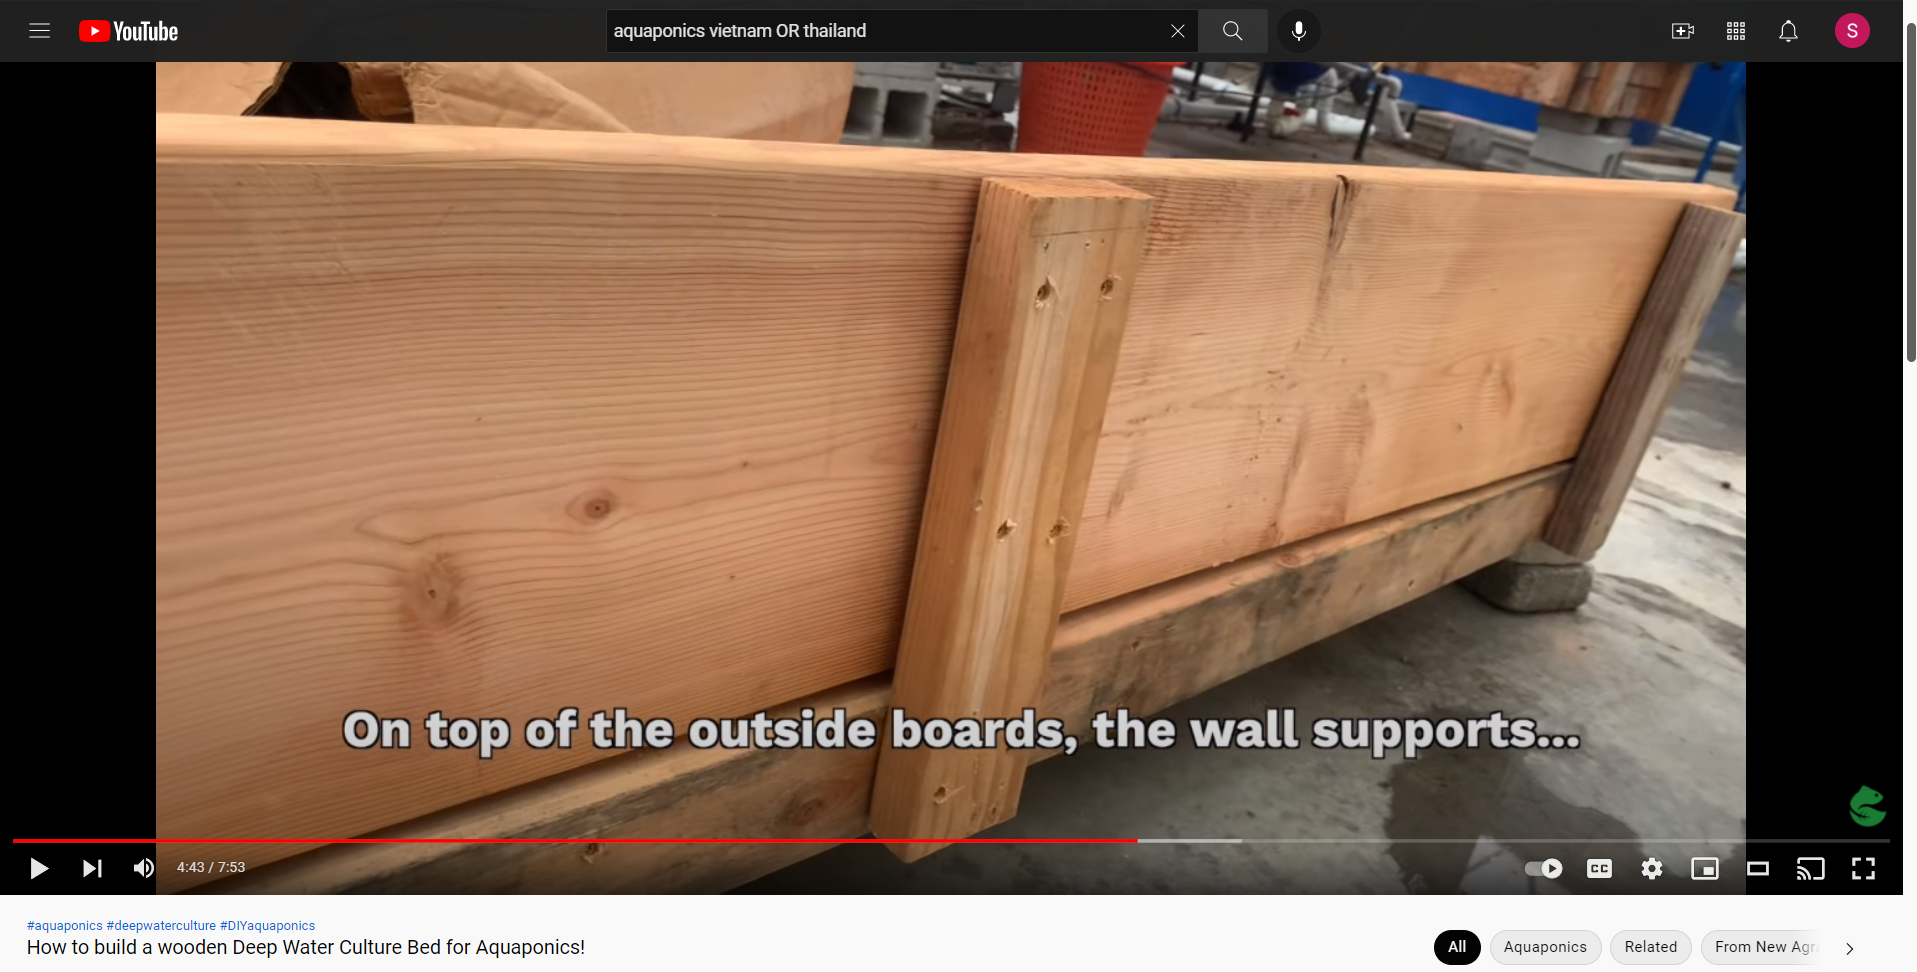 YouTube
aquaponics vietnam OR thailand
S
On top of the outside boards, the wall supports...
4:43 / 7:53
CC
#aquaponics #deepwaterculture #DIYaquaponics
How to build a wooden Deep Water Culture Bed for Aquaponics!
All
Aquaponics
Related
From New Agr